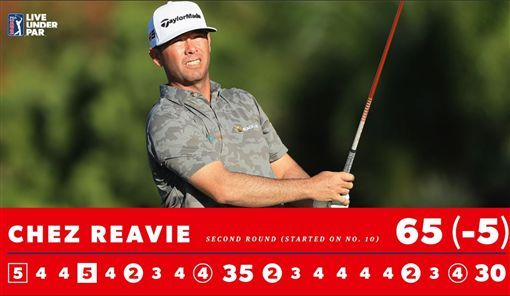 LIVE
UNDER
PAR
TaylorMade
CHEZ REAVIE SECOND ROUND (STARTED ON NO. 10) 65 (-5)
5 4 4 5 4 2 3 4 4 35 2 3 4 4 4 4 2 3 4 30